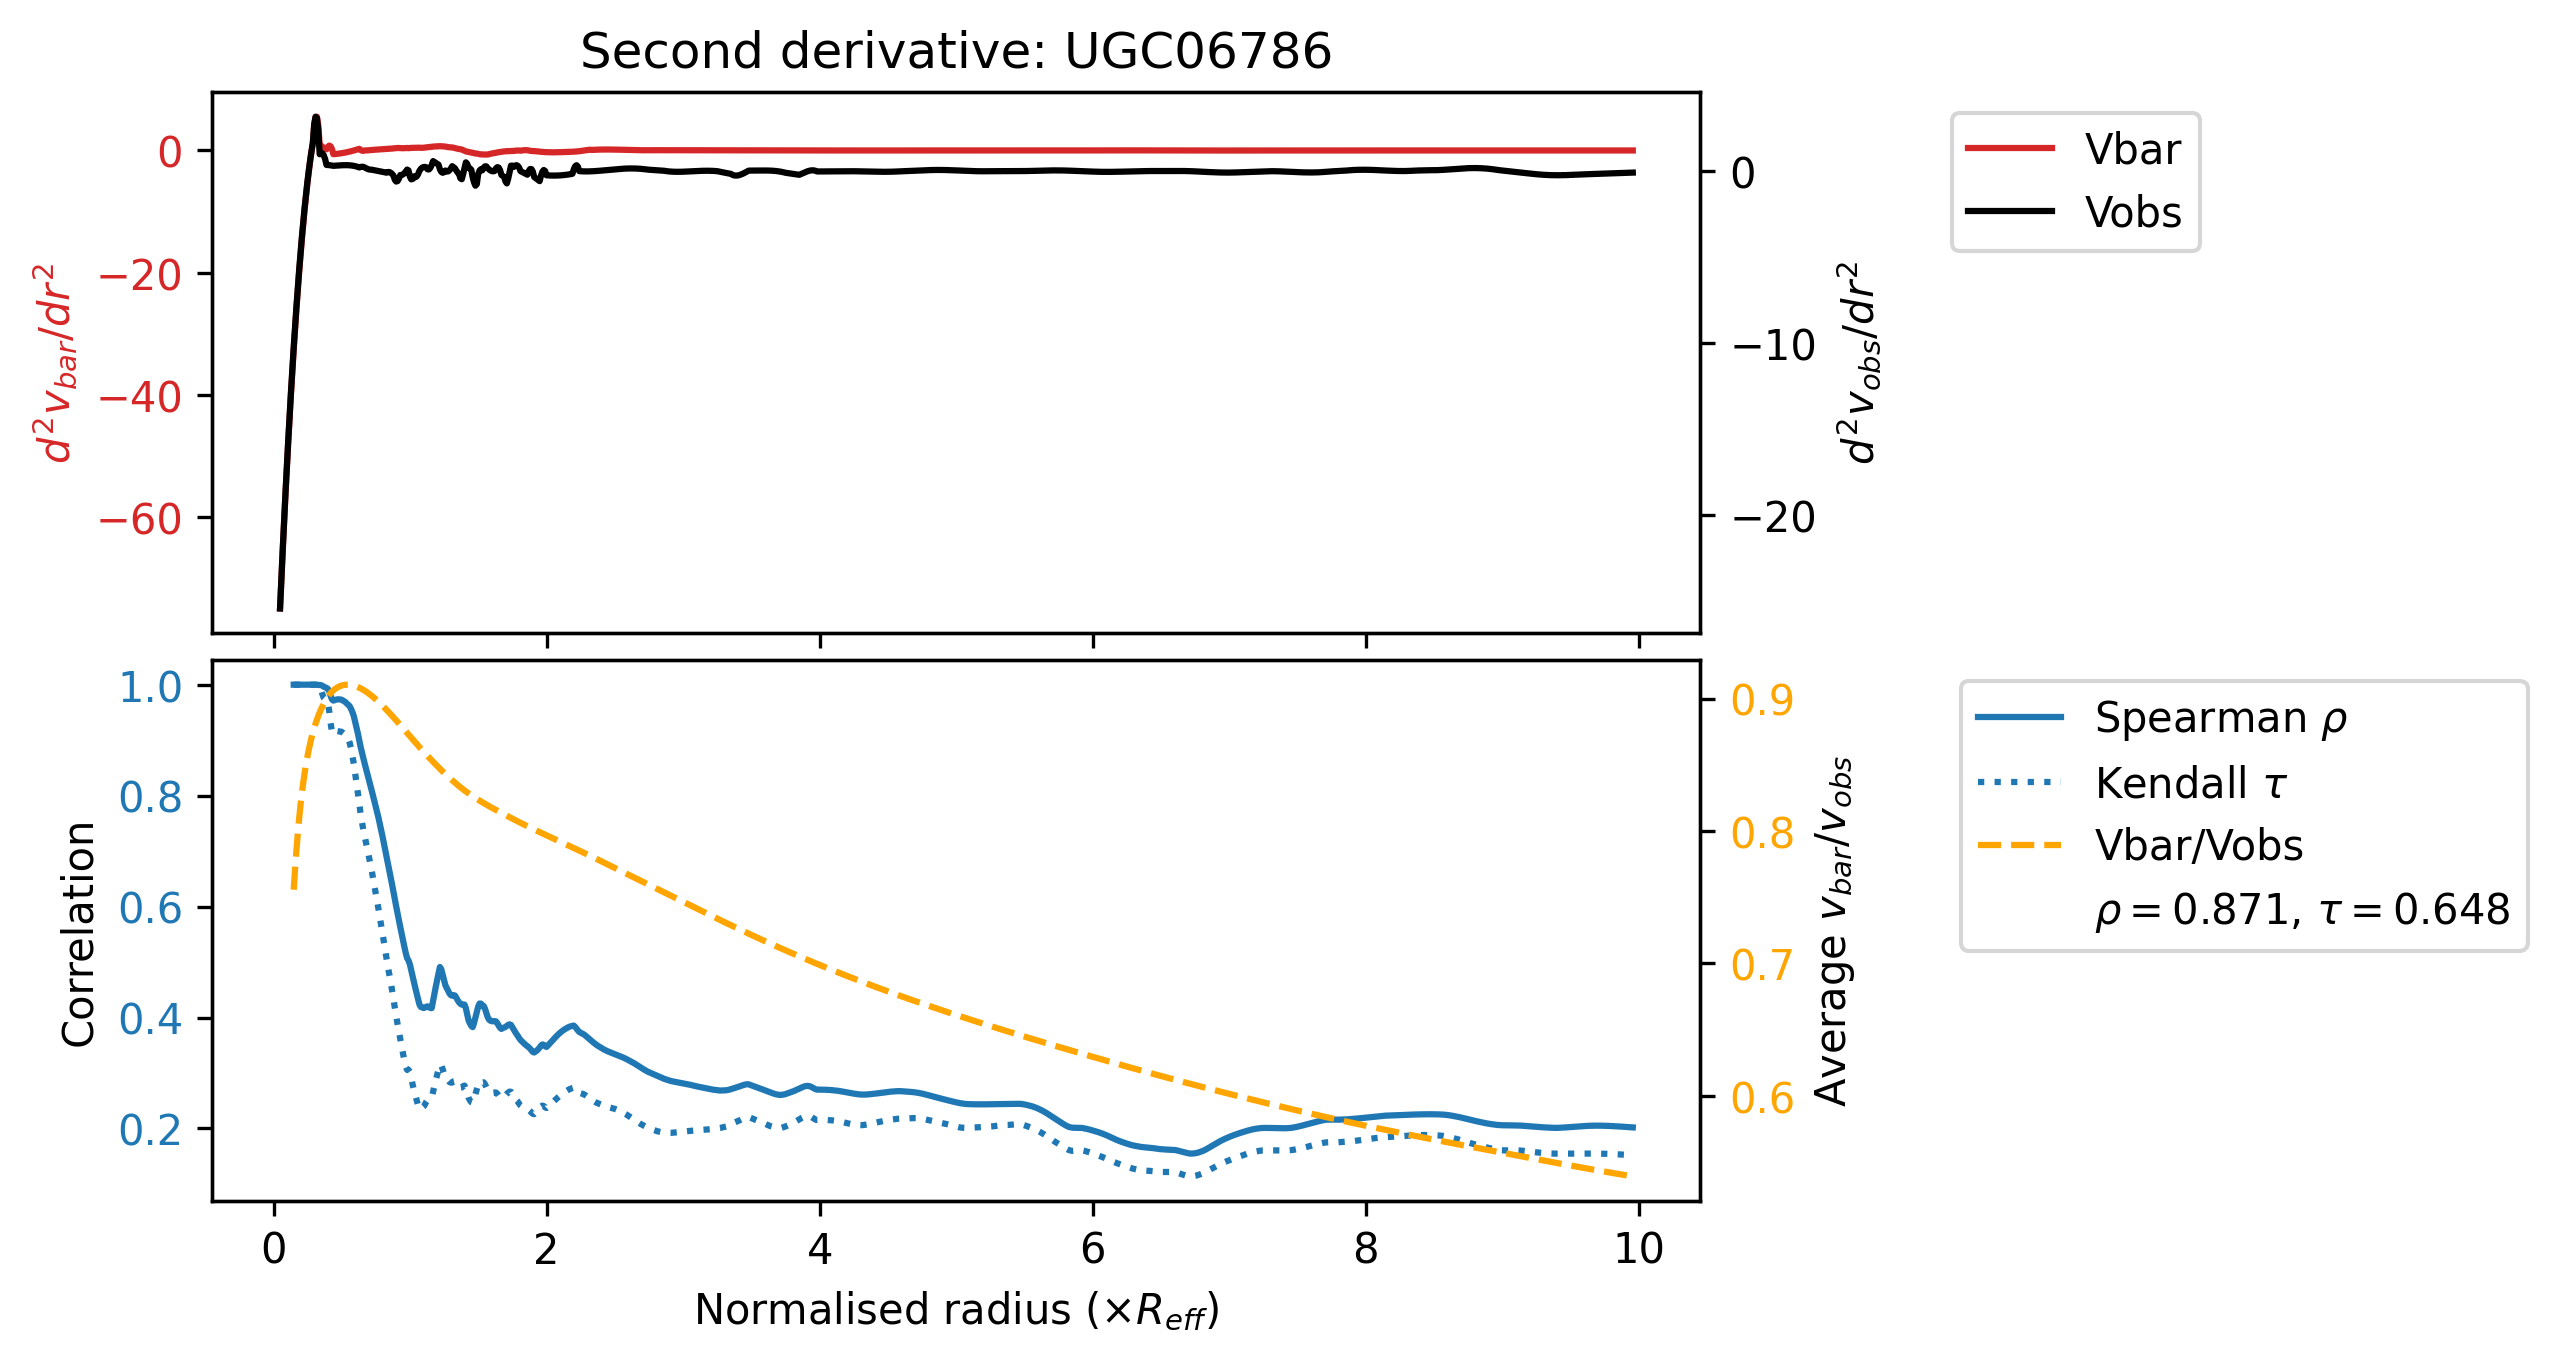 Second derivative: UGC06786
d²v_bar/dr²
0
−20
−40
−60
0
−10
−20
d²v_obs/dr²
Vbar
Vobs
Correlation
1.0
0.8
0.6
0.4
0.2
0.9
0.8
0.7
0.6
Average v_bar/v_obs
Spearman ρ
Kendall τ
Vbar/Vobs
ρ = 0.871, τ = 0.648
0 2 4 6 8 10
Normalised radius (×R_eff)